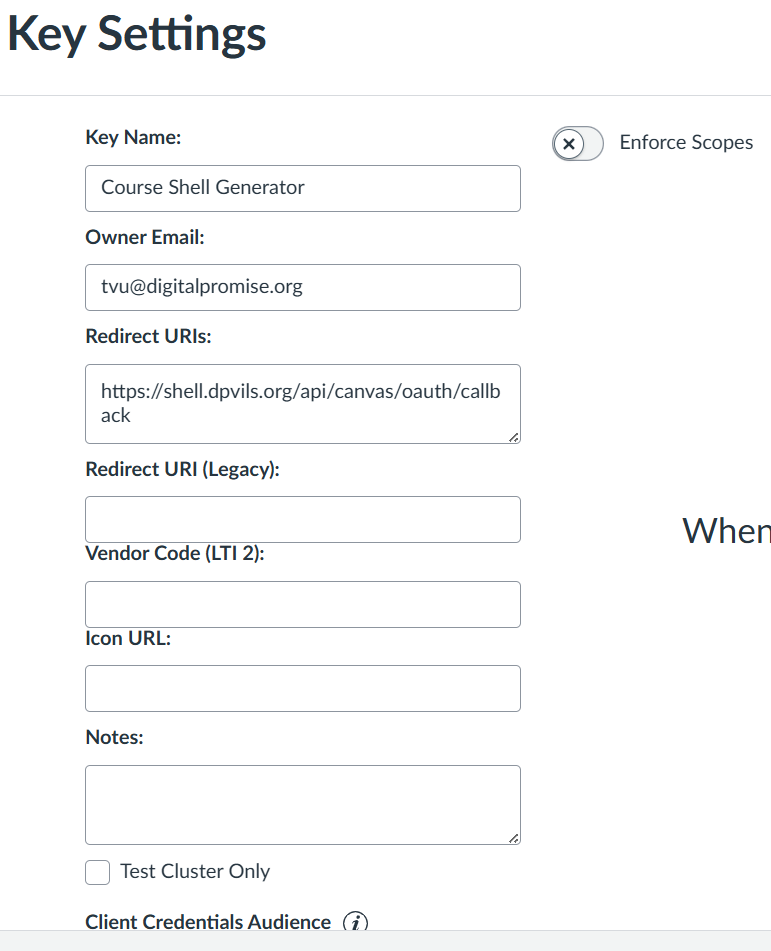 Key Settings
Key Name:
Enforce Scopes
Course Shell Generator
Owner Email:
tvu@digitalpromise.org
Redirect URIs:
https://shell.dpvils.org/api/canvas/oauth/callb
ack
Redirect URI (Legacy):
When
Vendor Code (LTI 2):
Icon URL:
Notes:
Test Cluster Only
Client Credentials Audience